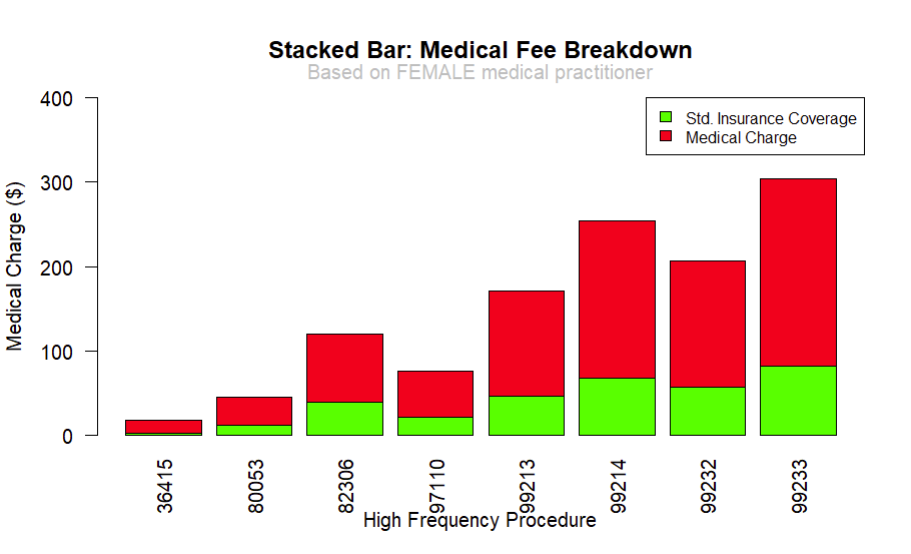 Stacked Bar: Medical Fee Breakdown
Based on FEMALE medical practitioner
Std. Insurance Coverage
Medical Charge
Medical Charge ($)
400
300
200
100
0
36415
80053
82306
97110
99213
99214
99232
99233
High Frequency Procedure